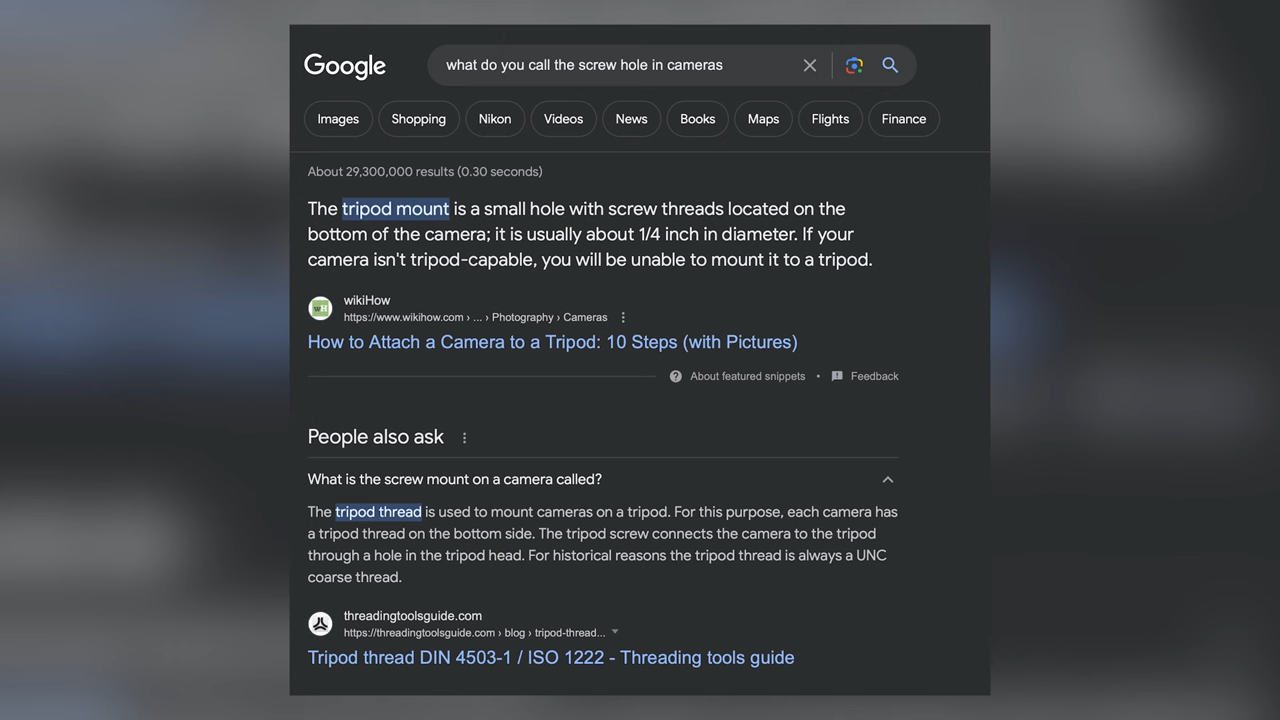 Google
what do you call the screw hole in cameras
Images
Shopping
Nikon
Videos
News
Books
Maps
Flights
Finance
About 29,300,000 results (0.30 seconds)
The tripod mount is a small hole with screw threads located on the
bottom of the camera; it is usually about 1/4 inch in diameter. If your
camera isn't tripod-capable, you will be unable to mount it to a tripod.
wH
wikiHow
https://www.wikihow.com › ... › Photography › Cameras
How to Attach a Camera to a Tripod: 10 Steps (with Pictures)
About featured snippets • Feedback
People also ask
What is the screw mount on a camera called?
The tripod thread is used to mount cameras on a tripod. For this purpose, each camera has
a tripod thread on the bottom side. The tripod screw connects the camera to the tripod
through a hole in the tripod head. For historical reasons the tripod thread is always a UNC
coarse thread.
threadingtoolsguide.com
https://threadingtoolsguide.com › blog › tripod-thread...
Tripod thread DIN 4503-1 / ISO 1222 - Threading tools guide